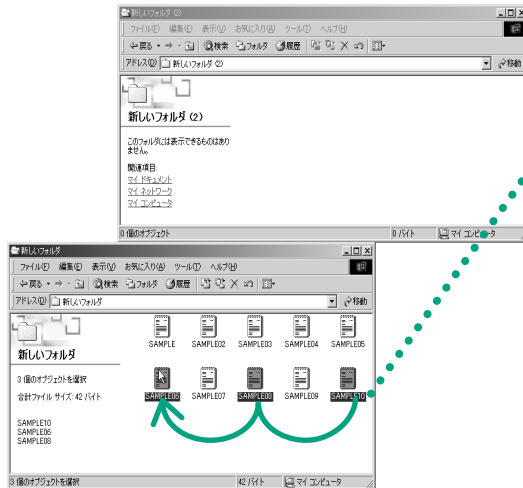 新しいフォルダ (2)
ファイル(F) 編集(E) 表示(V) お気に入り(A) ツール(T) ヘルプ(H)
戻る 検索 フォルダ 履歴
アドレス(D) 新しいフォルダ (2) 移動
新しいフォルダ (2)
このフォルダには表示できるものはあり
ません。
関連項目:
マイ ドキュメント
マイ ネットワーク
マイ コンピュータ
0 個のオブジェクト 0 バイト マイ コンピュータ
新しいフォルダ
ファイル(F) 編集(E) 表示(V) お気に入り(A) ツール(T) ヘルプ(H)
戻る 検索 フォルダ 履歴
アドレス(D) 新しいフォルダ 移動
新しいフォルダ
3 個のオブジェクトを選択
合計ファイル サイズ: 42 バイト
SAMPLE10
SAMPLE06
SAMPLE08
SAMPLE SAMPLE02 SAMPLE03 SAMPLE04 SAMPLE05
SAMPLE06 SAMPLE07 SAMPLE08 SAMPLE09 SAMPLE10
3 個のオブジェクトを選択 42 バイト マイ コンピュータ